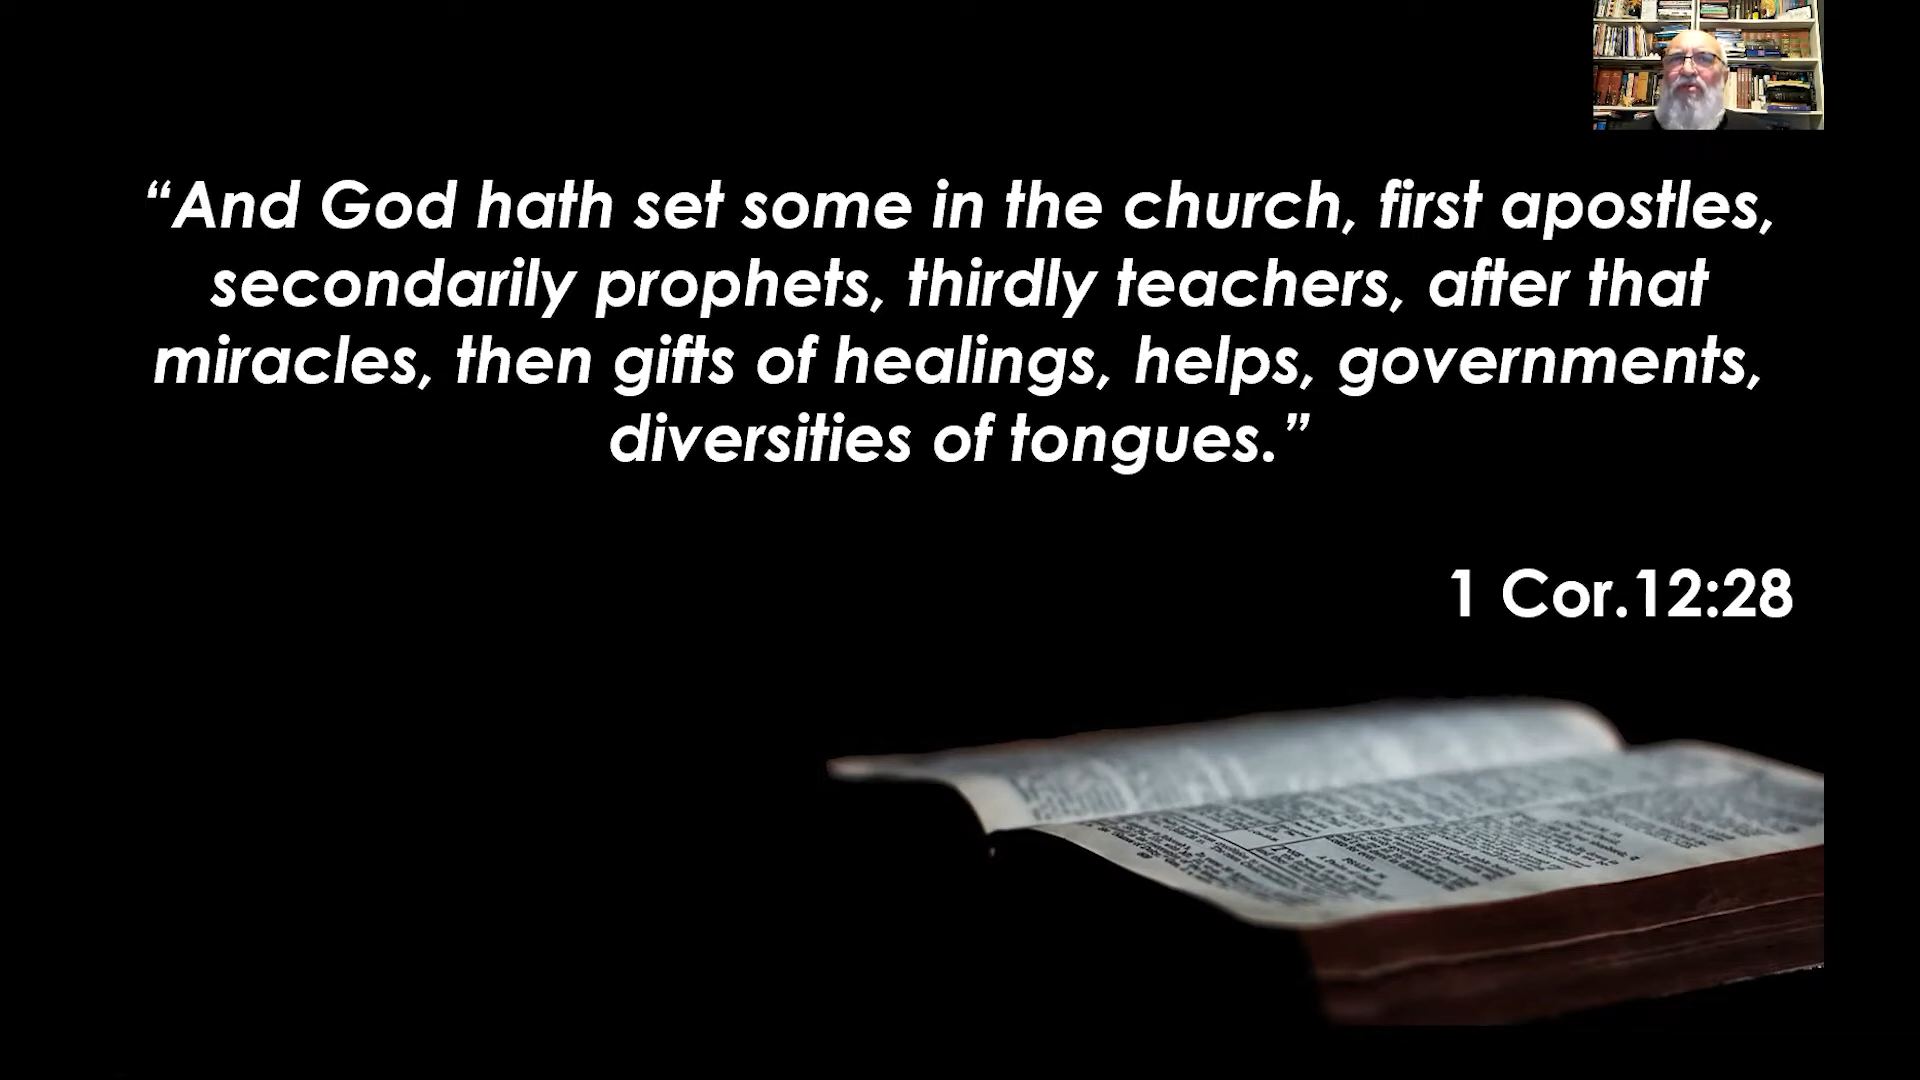 “And God hath set some in the church, first apostles,
secondarily prophets, thirdly teachers, after that
miracles, then gifts of healings, helps, governments,
diversities of tongues.”
1 Cor.12:28